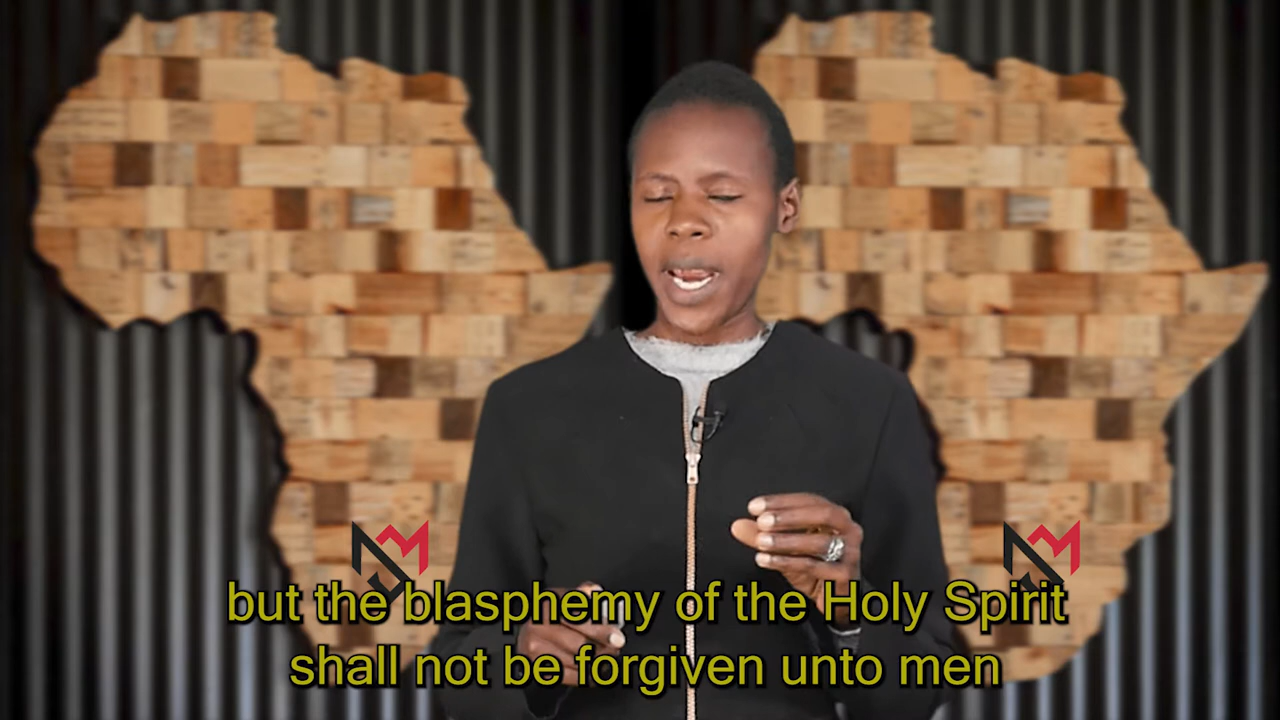 but the blasphemy of the Holy Spirit
shall not be forgiven unto men